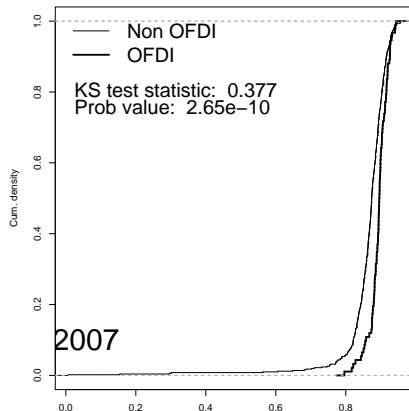 Non OFDI
OFDI
KS test statistic: 0.377
Prob value: 2.65e−10
2007
Cum. density
1.0
0.8
0.6
0.4
0.2
0.0
0.0 0.2 0.4 0.6 0.8